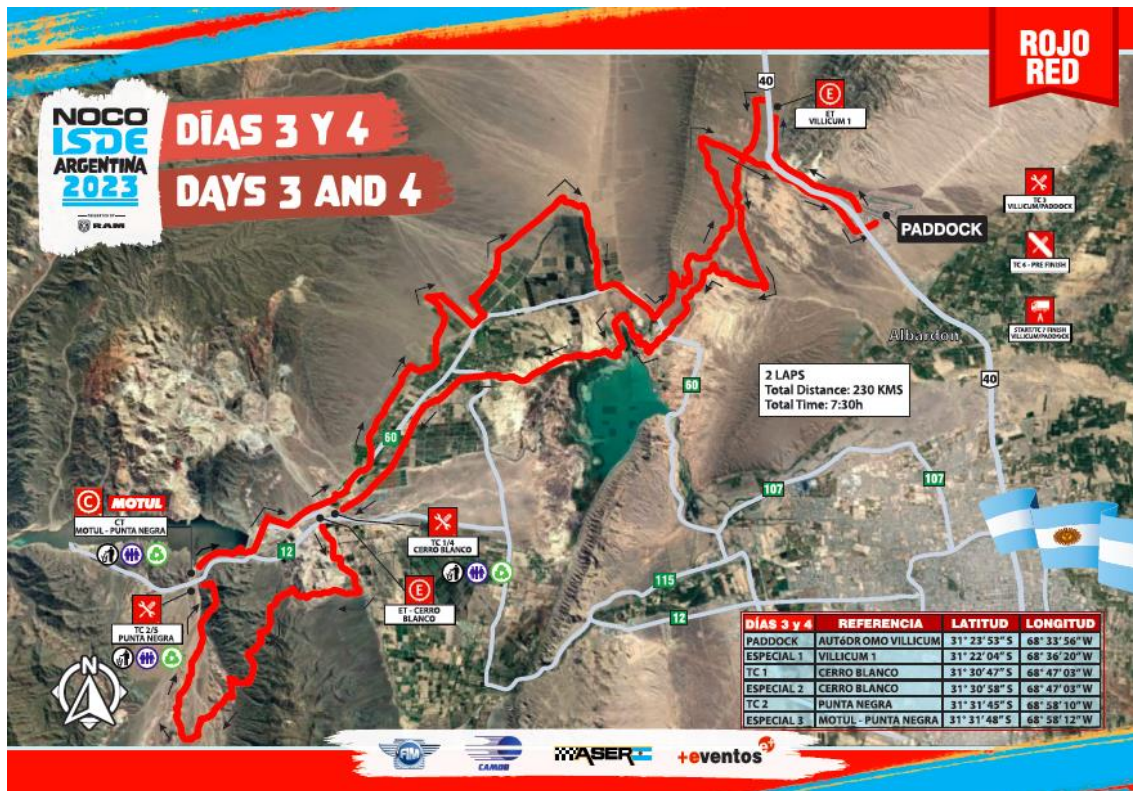 ROJO
RED
NOCO
ISDE
ARGENTINA
2023
RAM
DÍAS 3 Y 4
DAYS 3 AND 4
40
E
ET
VILLICUM 1
PADDOCK
TC 3
VILLICUM/PADDOCK
TC 6 - PRE FINISH
START/TC 7 FINISH
VILLICUM/PADDOCK
Albardón
2 LAPS
Total Distance: 230 KMS
Total Time: 7:30h
40
60
60
107
107
C MOTUL
CT
MOTUL - PUNTA NEGRA
12
TC 1/4
CERRO BLANCO
E
ET - CERRO
BLANCO
TC 2/5
PUNTA NEGRA
115
12
N
DÍAS 3 y 4 REFERENCIA LATITUD LONGITUD
PADDOCK AUTÓDR OMO VILLICUM 31° 23' 53" S 68° 33' 56" W
ESPECIAL 1 VILLICUM 1 31° 22' 04" S 68° 36' 20" W
TC 1 CERRO BLANCO 31° 30' 47" S 68° 47' 03" W
ESPECIAL 2 CERRO BLANCO 31° 30' 58" S 68° 47' 03" W
TC 2 PUNTA NEGRA 31° 31' 45" S 68° 58' 10" W
ESPECIAL 3 MOTUL - PUNTA NEGRA 31° 31' 48" S 68° 58' 12" W
FIM
CAMOD
ASER
+eventos